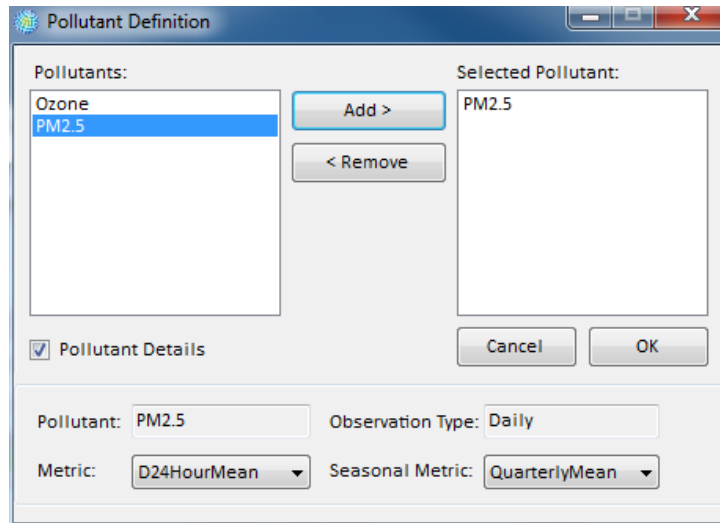 Pollutant Definition
Pollutants:
Selected Pollutant:
Ozone
PM2.5
Add >
< Remove
PM2.5
Pollutant Details
Cancel
OK
Pollutant: PM2.5
Observation Type: Daily
Metric: D24HourMean
Seasonal Metric: QuarterlyMean